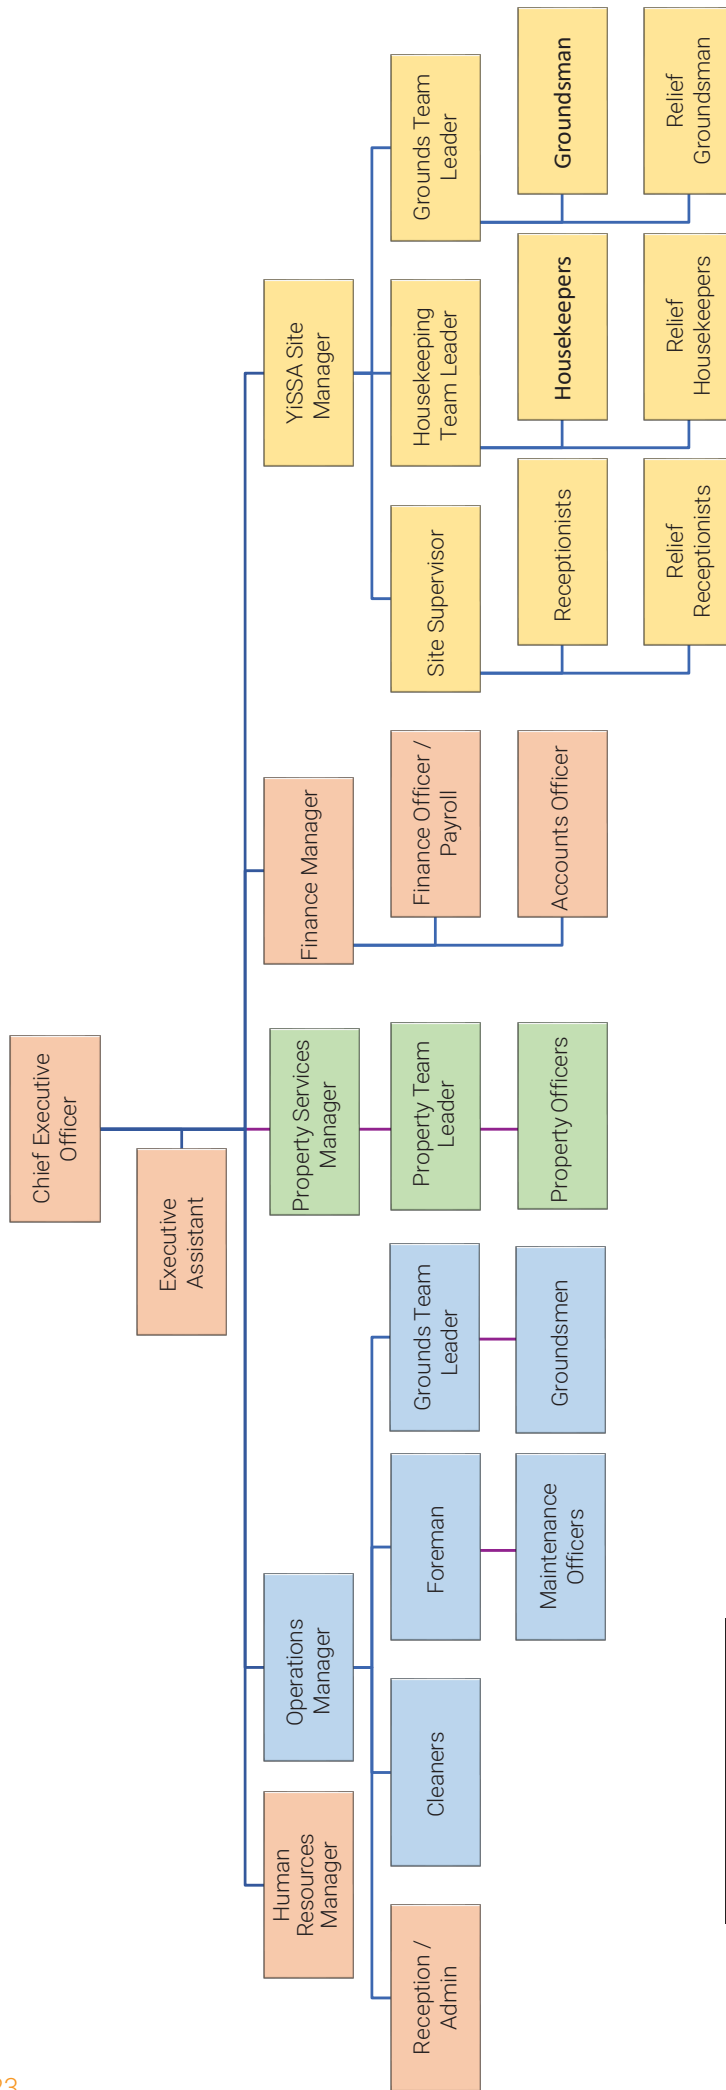 Chief Executive
Officer
Executive
Assistant
Human
Resources
Manager
Operations
Manager
Property Services
Manager
Finance Manager
YiSSA Site
Manager
Reception /
Admin
Cleaners
Foreman
Grounds Team
Leader
Property Team
Leader
Finance Officer /
Payroll
Site Supervisor
Housekeeping
Team Leader
Grounds Team
Leader
Maintenance
Officers
Groundsmen
Property Officers
Accounts Officer
Receptionists
Housekeepers
Groundsman
Relief
Receptionists
Relief
Housekeepers
Relief
Groundsman